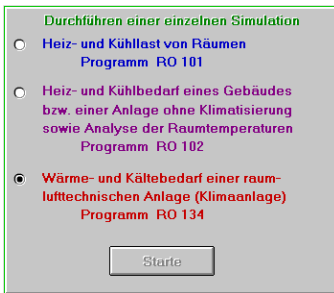 Durchführen einer einzelnen Simulation
Heiz- und Kühllast von Räumen
Programm RO 101
Heiz- und Kühlbedarf eines Gebäudes
bzw. einer Anlage ohne Klimatisierung
sowie Analyse der Raumtemperaturen
Programm RO 102
Wärme- und Kältebedarf einer raum-
lufttechnischen Anlage (Klimaanlage)
Programm RO 134
Starte